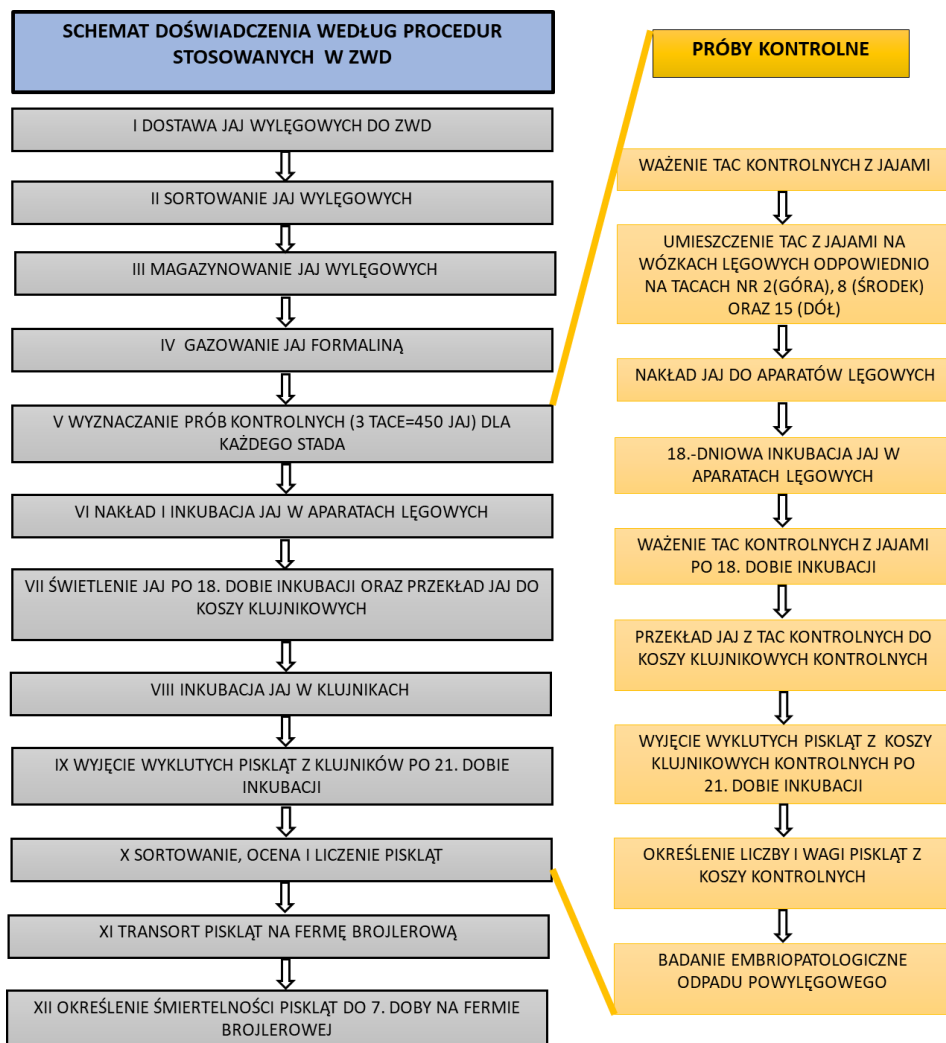 SCHEMAT DOŚWIADCZENIA WEDŁUG PROCEDUR
STOSOWANYCH W ZWD
I DOSTAWA JAJ WYLĘGOWYCH DO ZWD
II SORTOWANIE JAJ WYLĘGOWYCH
III MAGAZYNOWANIE JAJ WYLĘGOWYCH
IV GAZOWANIE JAJ FORMALINĄ
V WYZNACZANIE PRÓB KONTROLNYCH (3 TACE=450 JAJ) DLA
KAŻDEGO STADA
VI NAKŁAD I INKUBACJA JAJ W APARATACH LĘGOWYCH
VII ŚWIETLENIE JAJ PO 18. DOBIE INKUBACJI ORAZ PRZEKŁAD JAJ DO
KOSZY KLUJNIKOWYCH
VIII INKUBACJA JAJ W KLUJNIKACH
IX WYJĘCIE WYKLUTYCH PISKLĄT Z KLUJNIKÓW PO 21. DOBIE
INKUBACJI
X SORTOWANIE, OCENA I LICZENIE PISKLĄT
XI TRANSORT PISKLĄT NA FERMĘ BROJLEROWĄ
XII OKREŚLENIE ŚMIERTELNOŚCI PISKLĄT DO 7. DOBY NA FERMIE
BROJLEROWEJ
PRÓBY KONTROLNE
WAŻENIE TAC KONTROLNYCH Z JAJAMI
UMIESZCZENIE TAC Z JAJAMI NA
WÓZKACH LĘGOWYCH ODPOWIEDNIO
NA TACACH NR 2(GÓRA), 8 (ŚRODEK)
ORAZ 15 (DÓŁ)
NAKŁAD JAJ DO APARATÓW LĘGOWYCH
18.-DNIOWA INKUBACJA JAJ W
APARATACH LĘGOWYCH
WAŻENIE TAC KONTROLNYCH Z JAJAMI
PO 18. DOBIE INKUBACJI
PRZEKŁAD JAJ Z TAC KONTROLNYCH DO
KOSZY KLUJNIKOWYCH KONTROLNYCH
WYJĘCIE WYKLUTYCH PISKLĄT Z KOSZY
KLUJNIKOWYCH KONTROLNYCH PO
21. DOBIE INKUBACJI
OKREŚLENIE LICZBY I WAGI PISKLĄT Z
KOSZY KONTROLNYCH
BADANIE EMBRIOPATOLOGICZNE
ODPADU POWYLĘGOWEGO